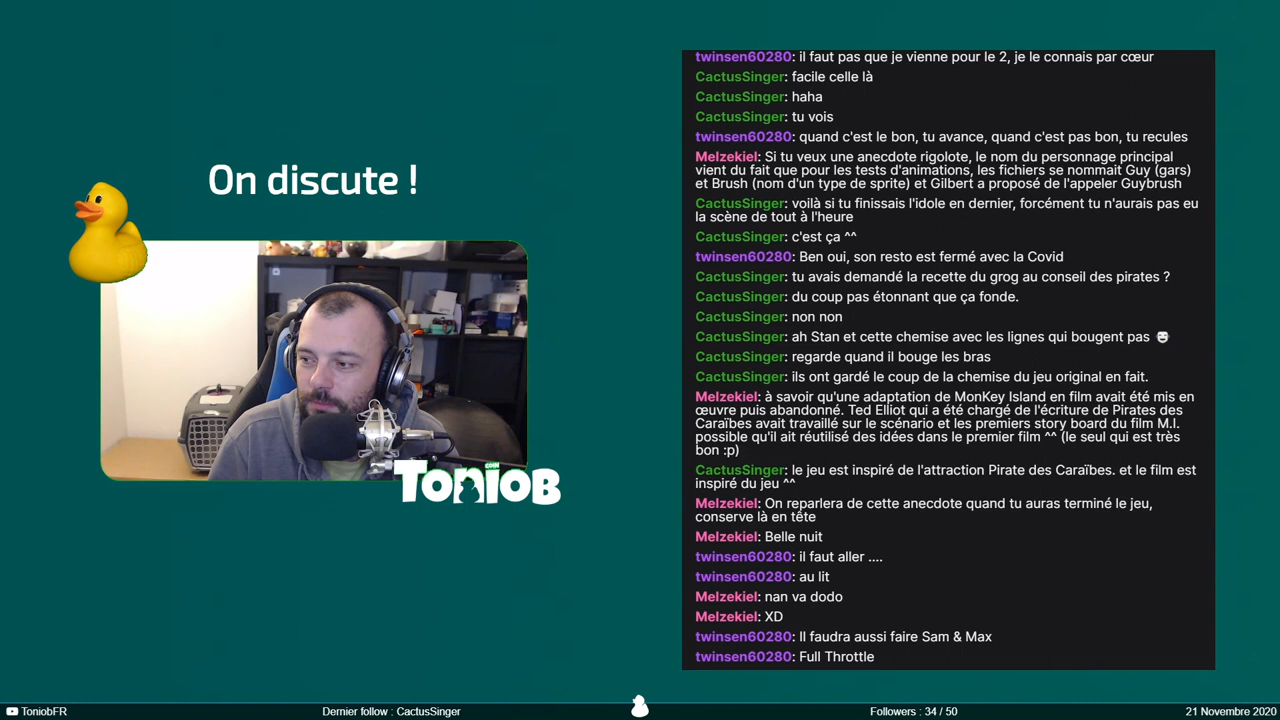 On discute !
COIN
TonioB
twinsen60280: il faut pas que je vienne pour le 2, je le connais par cœur
CactusSinger: facile celle là
CactusSinger: haha
CactusSinger: tu vois
twinsen60280: quand c'est le bon, tu avance, quand c'est pas bon, tu recules
Melzekiel: Si tu veux une anecdote rigolote, le nom du personnage principal
vient du fait que pour les tests d'animations, les fichiers se nommait Guy (gars)
et Brush (nom d'un type de sprite) et Gilbert a proposé de l'appeler Guybrush
CactusSinger: voilà si tu finissais l'idole en dernier, forcément tu n'aurais pas eu
la scène de tout à l'heure
CactusSinger: c'est ça ^^
twinsen60280: Ben oui, son resto est fermé avec la Covid
CactusSinger: tu avais demandé la recette du grog au conseil des pirates ?
CactusSinger: du coup pas étonnant que ça fonde.
CactusSinger: non non
CactusSinger: ah Stan et cette chemise avec les lignes qui bougent pas
CactusSinger: regarde quand il bouge les bras
CactusSinger: ils ont gardé le coup de la chemise du jeu original en fait.
Melzekiel: à savoir qu'une adaptation de MonKey Island en film avait été mis en
œuvre puis abandonné. Ted Elliot qui a été chargé de l'écriture de Pirates des
Caraïbes avait travaillé sur le scénario et les premiers story board du film M.I.
possible qu'il ait réutilisé des idées dans le premier film ^^ (le seul qui est très
bon :p)
CactusSinger: le jeu est inspiré de l'attraction Pirate des Caraïbes. et le film est
inspiré du jeu ^^
Melzekiel: On reparlera de cette anecdote quand tu auras terminé le jeu,
conserve là en tête
Melzekiel: Belle nuit
twinsen60280: il faut aller ....
twinsen60280: au lit
Melzekiel: nan va dodo
Melzekiel: XD
twinsen60280: Il faudra aussi faire Sam & Max
twinsen60280: Full Throttle
ToniobFR
Dernier follow : CactusSinger
Followers : 34 / 50
21 Novembre 2020